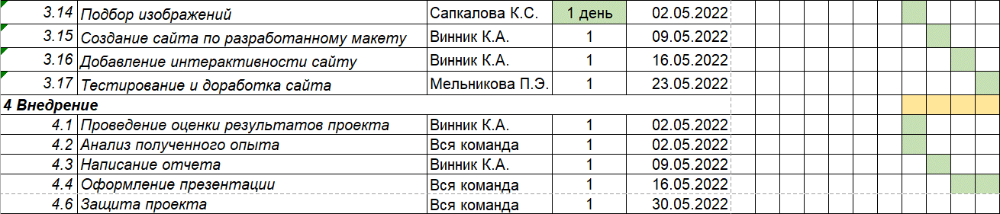 3.14 Подбор изображений Сапкалова К.С. 1 день 02.05.2022
3.15 Создание сайта по разработанному макету Винник К.А. 1 09.05.2022
3.16 Добавление интерактивности сайту Винник К.А. 1 16.05.2022
3.17 Тестирование и доработка сайта Мельникова П.Э. 1 23.05.2022
4 Внедрение
4.1 Проведение оценки результатов проекта Винник К.А. 1 02.05.2022
4.2 Анализ полученного опыта Вся команда 1 02.05.2022
4.3 Написание отчета Винник К.А. 1 09.05.2022
4.4 Оформление презентации Вся команда 1 16.05.2022
4.6 Защита проекта Вся команда 1 30.05.2022